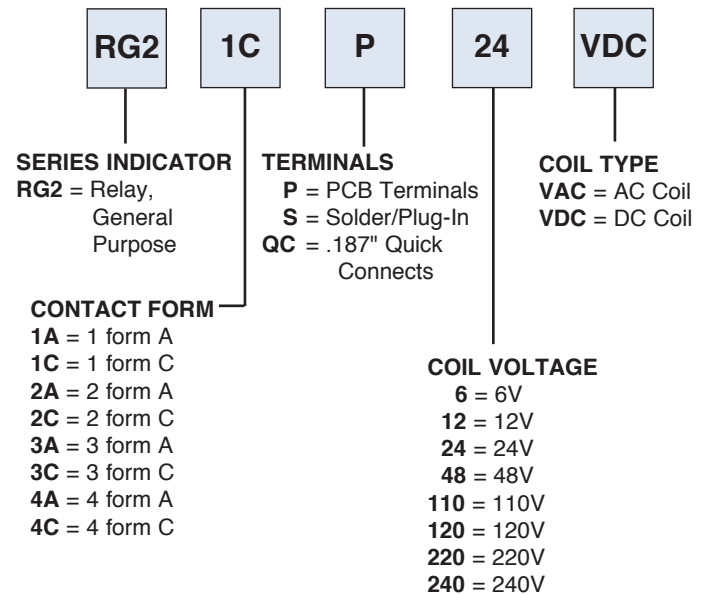 RG2 1C P 24 VDC
SERIES INDICATOR
RG2 = Relay,
General
Purpose
CONTACT FORM
1A = 1 form A
1C = 1 form C
2A = 2 form A
2C = 2 form C
3A = 3 form A
3C = 3 form C
4A = 4 form A
4C = 4 form C
TERMINALS
P = PCB Terminals
S = Solder/Plug-In
QC = .187" Quick
Connects
COIL VOLTAGE
6 = 6V
12 = 12V
24 = 24V
48 = 48V
110 = 110V
120 = 120V
220 = 220V
240 = 240V
COIL TYPE
VAC = AC Coil
VDC = DC Coil